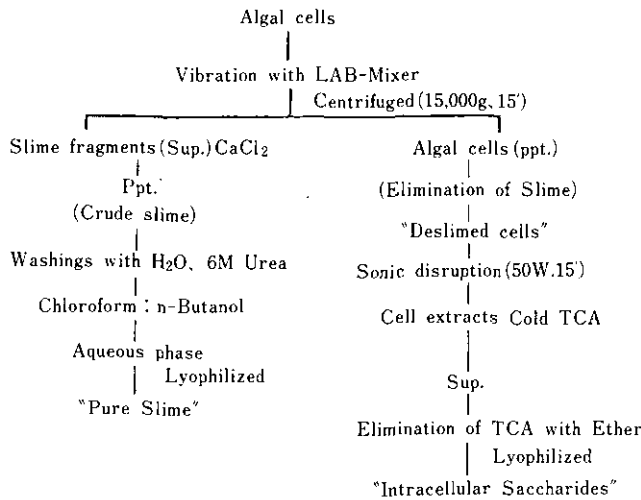 Algal cells
Vibration with LAB-Mixer
Centrifuged (15,000g, 15')
Slime fragments (Sup.) CaCl₂
Ppt.
(Crude slime)
Washings with H₂O、6M Urea
Chloroform : n-Butanol
Aqueous phase
Lyophilized
"Pure Slime"
Algal cells (ppt.)
(Elimination of Slime)
"Deslimed cells"
Sonic disruption (50W.15')
Cell extracts Cold TCA
Sup.
Elimination of TCA with Ether
Lyophilized
"Intracellular Saccharides"